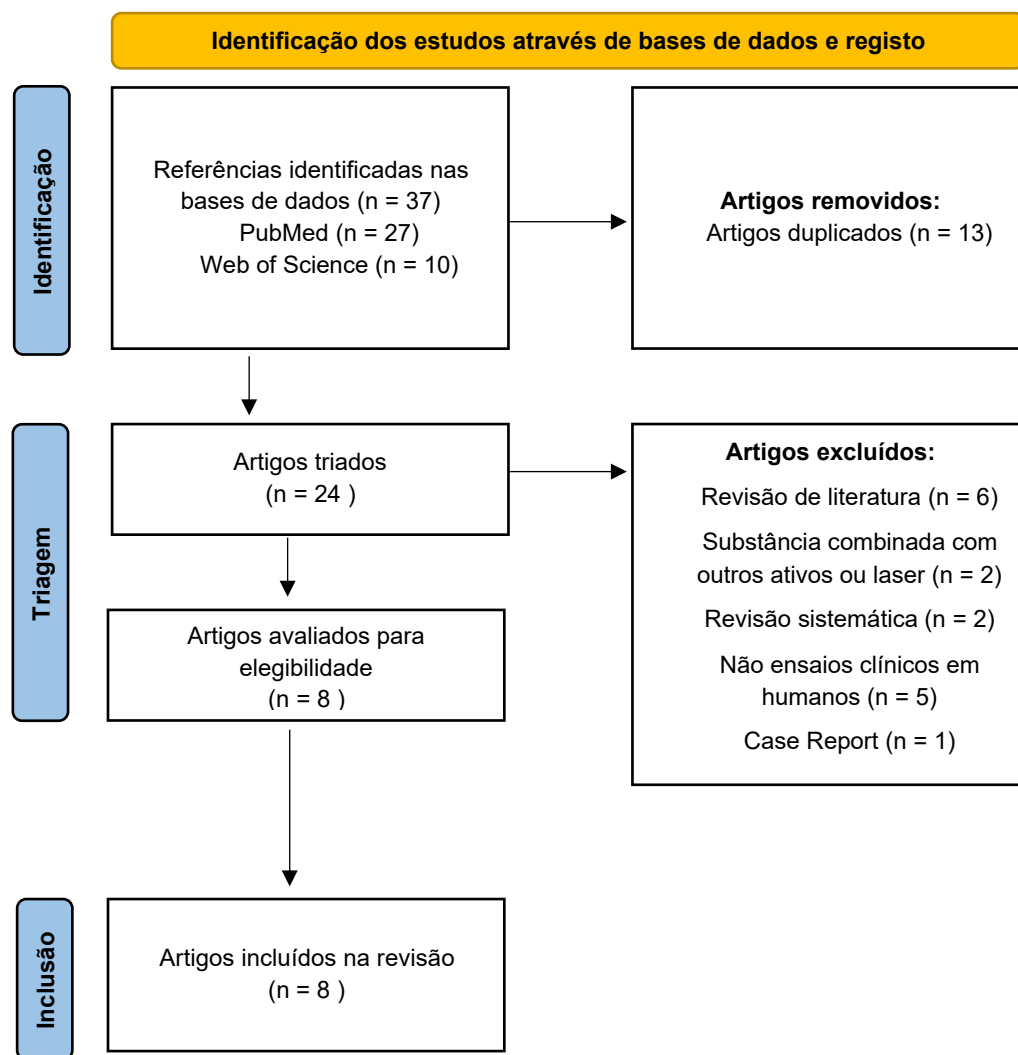 Identificação dos estudos através de bases de dados e registo
Identificação
Referências identificadas nas
bases de dados (n = 37)
PubMed (n = 27)
Web of Science (n = 10)
Artigos removidos:
Artigos duplicados (n = 13)
Triagem
Artigos triados
(n = 24 )
Artigos excluídos:
Revisão de literatura (n = 6)
Substância combinada com
outros ativos ou laser (n = 2)
Revisão sistemática (n = 2)
Não ensaios clínicos em
humanos (n = 5)
Case Report (n = 1)
Artigos avaliados para
elegibilidade
(n = 8 )
Inclusão
Artigos incluídos na revisão
(n = 8 )